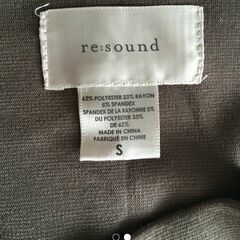 re:sound
62% POLYESTER 33% RAYON
5% SPANDEX
SPANDEX DE LA RAYONNE 5%
DU POLYESTER 33%
DE 62%
MADE IN CHINA
FABRIQUÉ EN CHINE
S